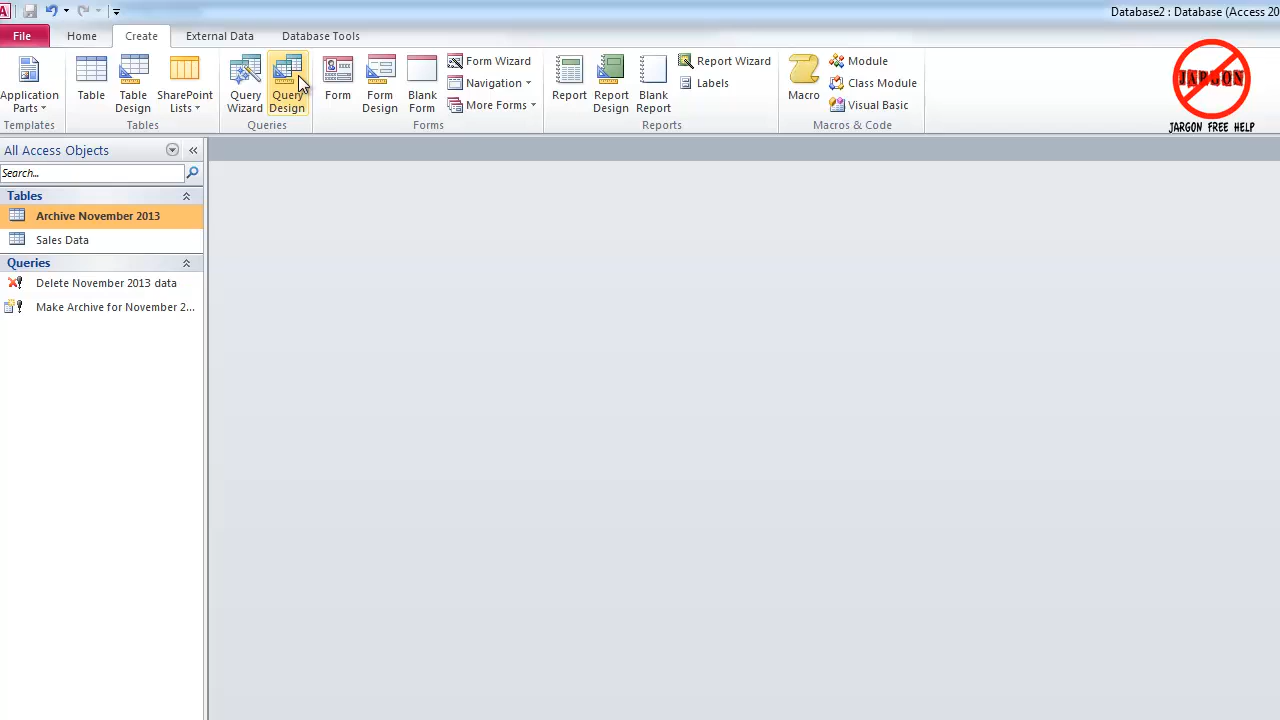 Database2 : Database (Access 20
File Home Create External Data Database Tools
Application Parts
Table
Table Design
SharePoint Lists
Query Wizard
Query Design
Form
Form Design
Blank Form
Form Wizard
Navigation
More Forms
Report
Report Design
Blank Report
Report Wizard
Labels
Macro
Module
Class Module
Visual Basic
Templates Tables Queries Forms Reports Macros & Code
JARGON
JARGON FREE HELP
All Access Objects
Search...
Tables
Archive November 2013
Sales Data
Queries
Delete November 2013 data
Make Archive for November 2...